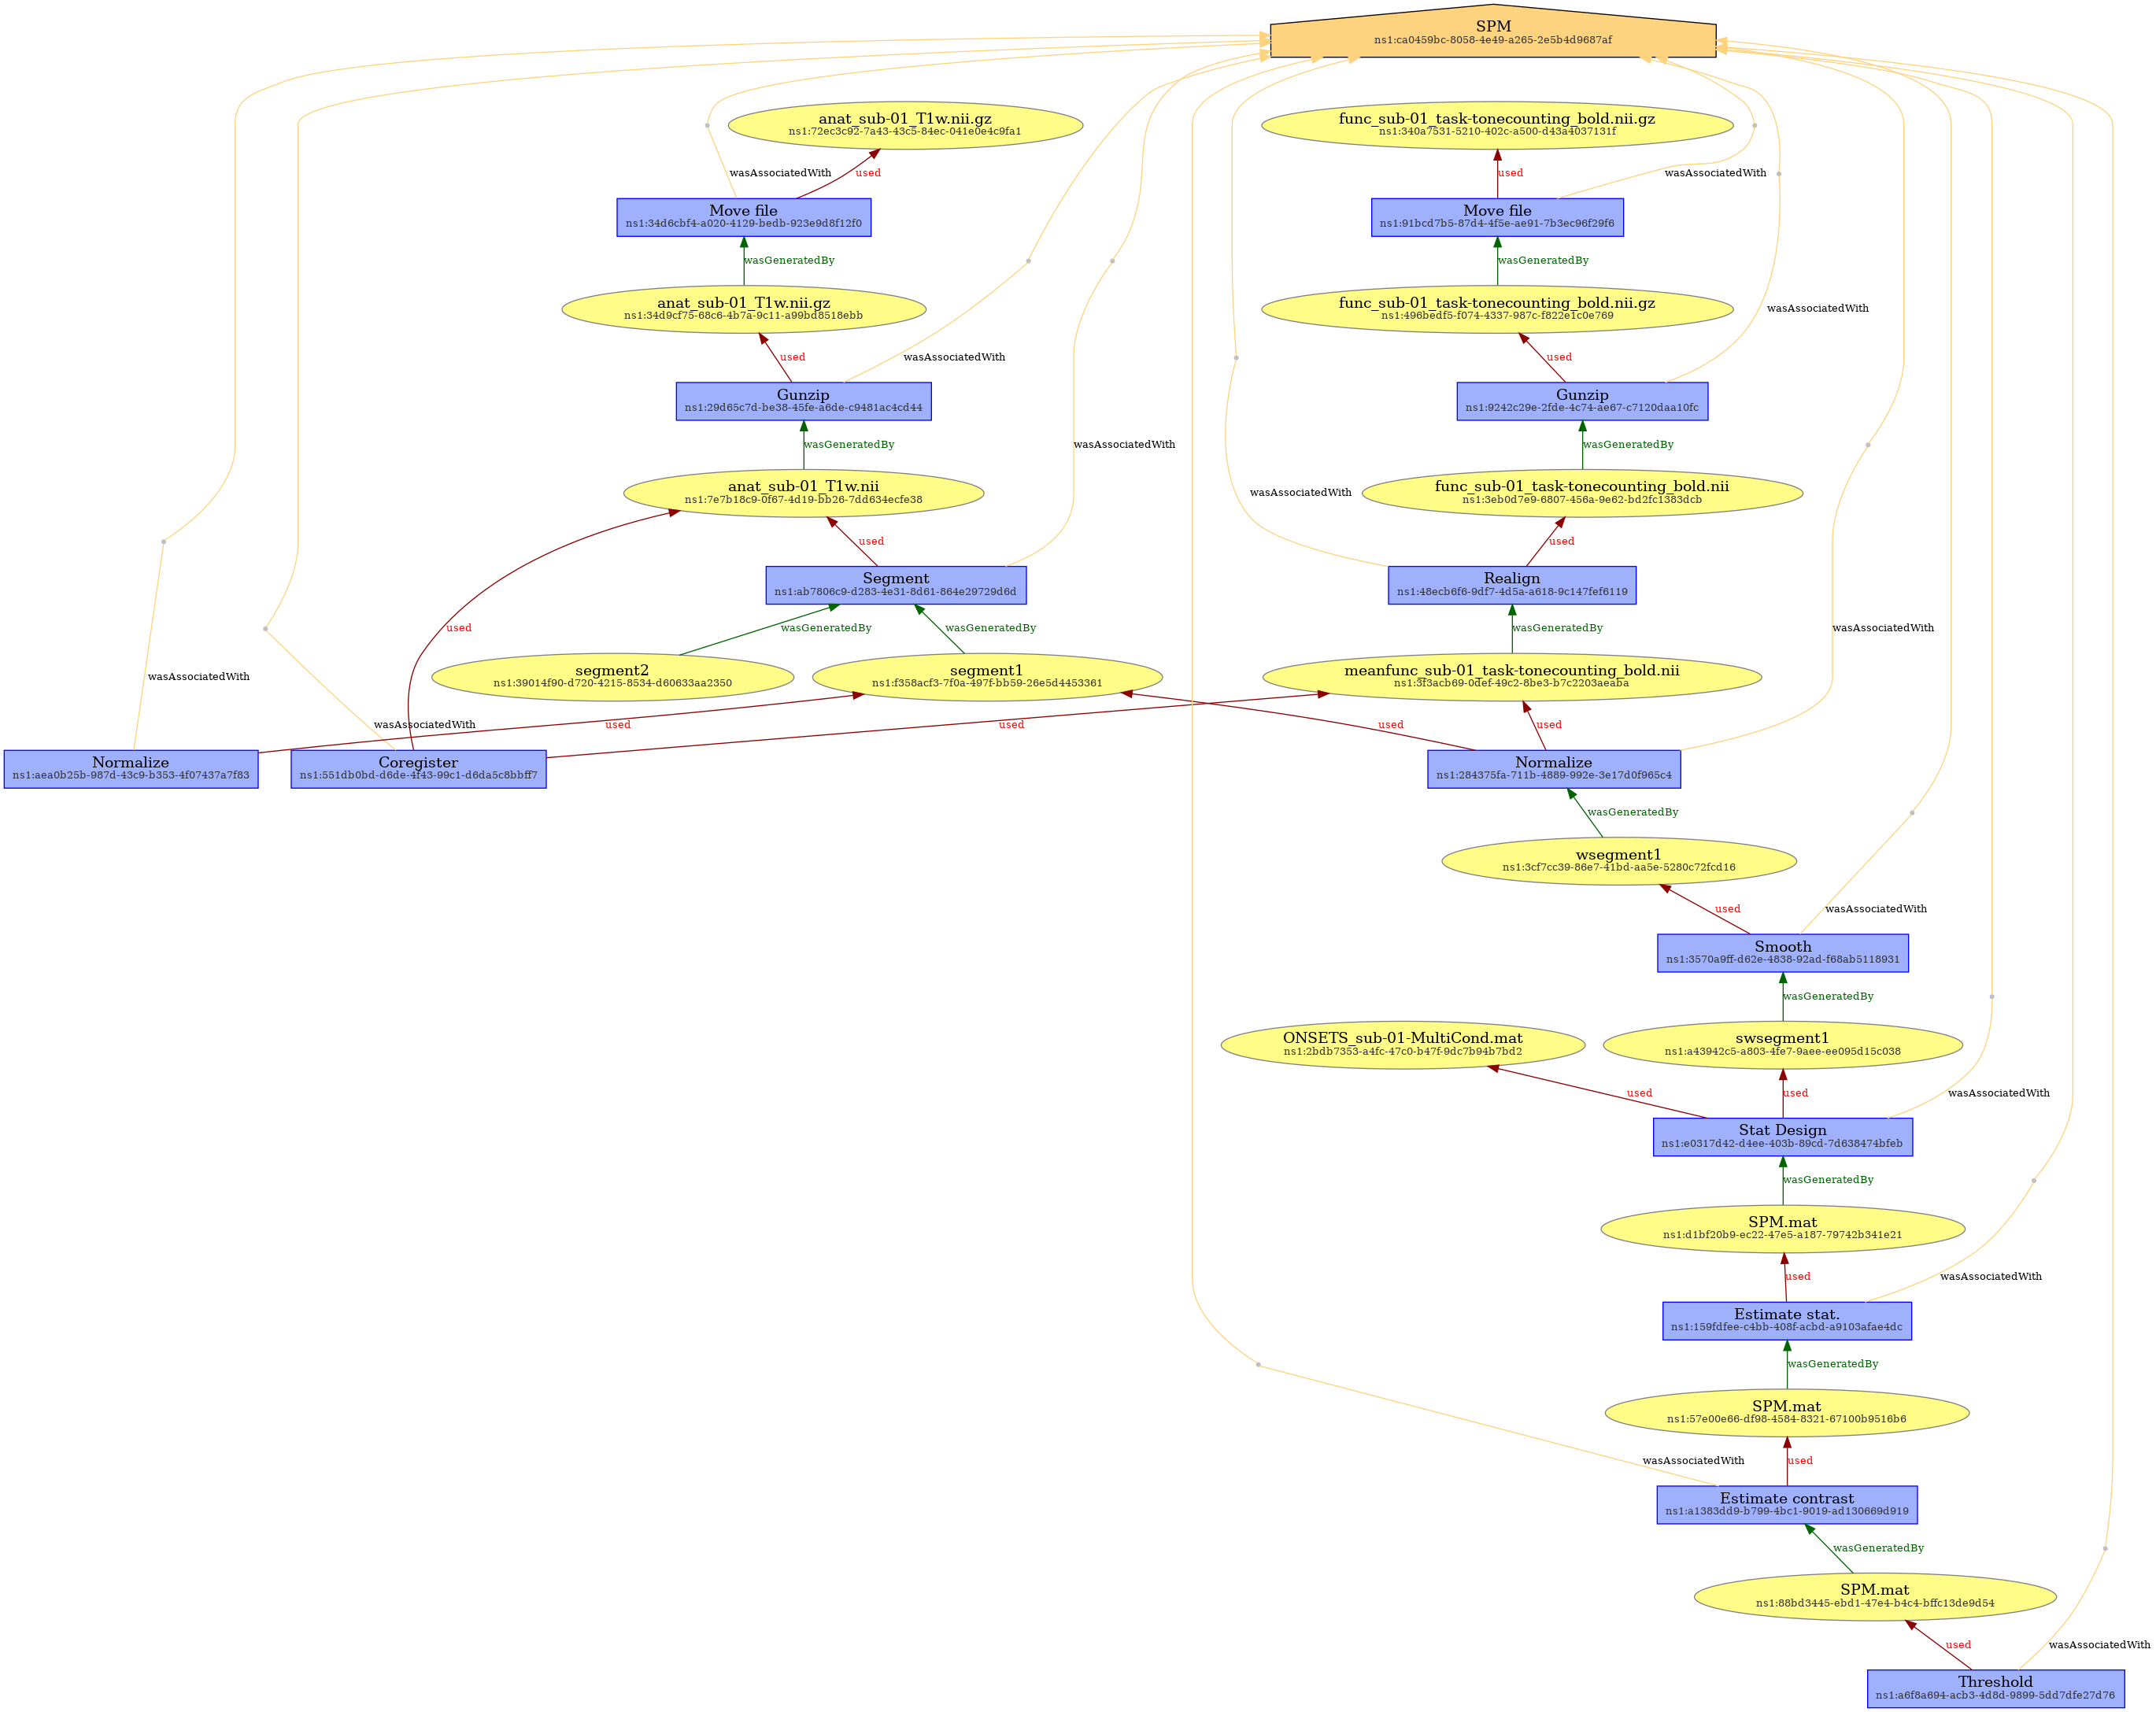 SPM
ns1:ca0459bc-8058-4e49-a265-2e5b4d9687af
anat_sub-01_T1w.nii.gz
ns1:72ec3c92-7a43-43c5-84ec-041e0e4c9fa1
func_sub-01_task-tonecounting_bold.nii.gz
ns1:340a7531-5210-402c-a500-d43a4037131f
wasAssociatedWith
used
used
wasAssociatedWith
Move file
ns1:34d6cbf4-a020-4129-bedb-923e9d8f12f0
Move file
ns1:91bcd7b5-87d4-4f5e-ae91-7b3ec96f29f6
wasGeneratedBy
wasGeneratedBy
anat_sub-01_T1w.nii.gz
ns1:34d9cf75-68c6-4b7a-9c11-a99bd8518ebb
func_sub-01_task-tonecounting_bold.nii.gz
ns1:496bedf5-f074-4337-987c-f822e1c0e769
wasAssociatedWith
used
wasAssociatedWith
used
Gunzip
ns1:29d65c7d-be38-45fe-a6de-c9481ac4cd44
Gunzip
ns1:9242c29e-2fde-4c74-ae67-c7120daa10fc
wasGeneratedBy
wasAssociatedWith
wasGeneratedBy
anat_sub-01_T1w.nii
ns1:7e7b18c9-0f67-4d19-bb26-7dd634ecfe38
wasAssociatedWith
func_sub-01_task-tonecounting_bold.nii
ns1:3eb0d7e9-6807-456a-9e62-bd2fc1383dcb
used
used
Segment
ns1:ab7806c9-d283-4e31-8d61-864e29729d6d
Realign
ns1:48ecb6f6-9df7-4d5a-a618-9c147fef6119
used
wasGeneratedBy
wasGeneratedBy
wasGeneratedBy
wasAssociatedWith
wasAssociatedWith
segment2
ns1:39014f90-d720-4215-8534-d60633aa2350
segment1
ns1:f358acf3-7f0a-497f-bb59-26e5d4453361
meanfunc_sub-01_task-tonecounting_bold.nii
ns1:3f3acb69-0def-49c2-8be3-b7c2203aeaba
wasAssociatedWith
used
used
used
used
Normalize
ns1:aea0b25b-987d-43c9-b353-4f07437a7f83
Coregister
ns1:551db0bd-d6de-4f43-99c1-d6da5c8bbff7
Normalize
ns1:284375fa-711b-4889-992e-3e17d0f965c4
wasGeneratedBy
wsegment1
ns1:3cf7cc39-86e7-41bd-aa5e-5280c72fcd16
used
wasAssociatedWith
Smooth
ns1:3570a9ff-d62e-4838-92ad-f68ab5118931
wasGeneratedBy
ONSETS_sub-01-MultiCond.mat
ns1:2bdb7353-a4fc-47c0-b47f-9dc7b94b7bd2
swsegment1
ns1:a43942c5-a803-4fe7-9aee-ee095d15c038
used
used
wasAssociatedWith
Stat Design
ns1:e0317d42-d4ee-403b-89cd-7d638474bfeb
wasGeneratedBy
SPM.mat
ns1:d1bf20b9-ec22-47e5-a187-79742b341e21
used
wasAssociatedWith
Estimate stat.
ns1:159fdfee-c4bb-408f-acbd-a9103afae4dc
wasGeneratedBy
SPM.mat
ns1:57e00e66-df98-4584-8321-67100b9516b6
wasAssociatedWith
used
Estimate contrast
ns1:a1383dd9-b799-4bc1-9019-ad130669d919
wasGeneratedBy
SPM.mat
ns1:88bd3445-ebd1-47e4-b4c4-bffc13de9d54
used
wasAssociatedWith
Threshold
ns1:a6f8a694-acb3-4d8d-9899-5dd7dfe27d76